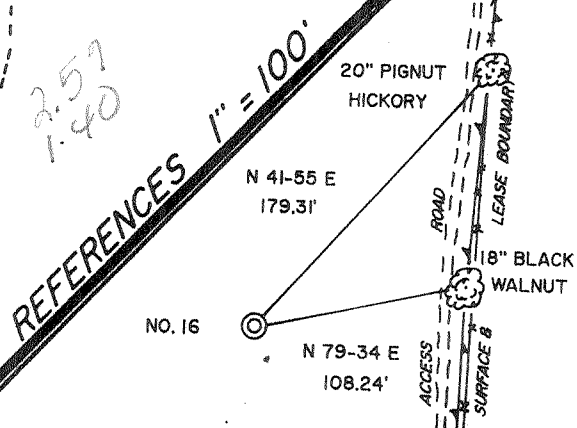 2.57
1.40
REFERENCES 1" = 100'
20" PIGNUT
HICKORY
N 41-55 E
179.31'
ROAD
LEASE BOUNDARY
18" BLACK
WALNUT
NO. 16
N 79-34 E
108.24'
ACCESS
SURFACE &